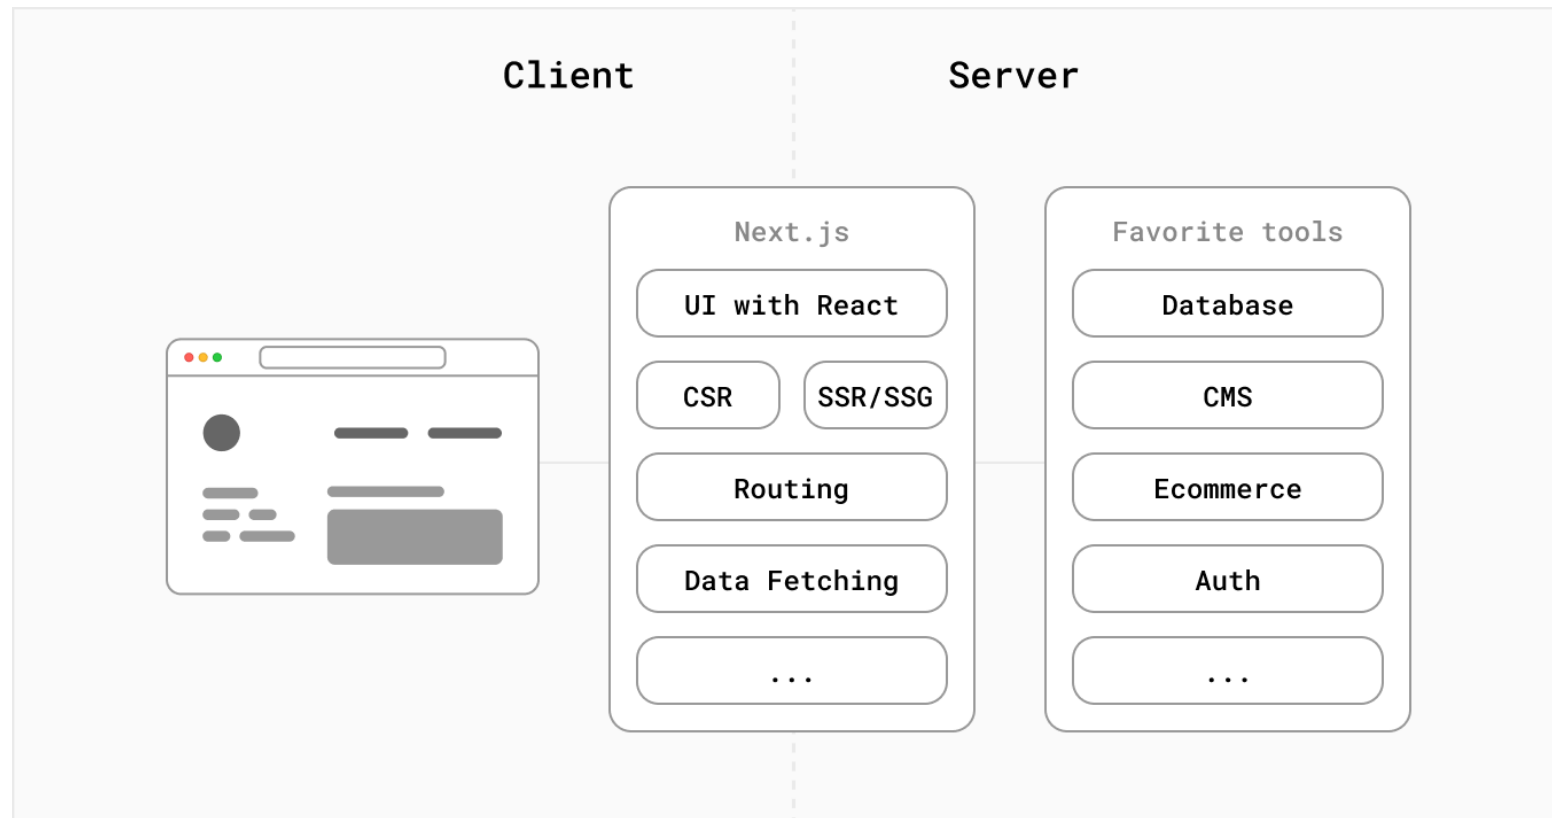 Client
Server
Next.js
UI with React
CSR
SSR/SSG
Routing
Data Fetching
...
Favorite tools
Database
CMS
Ecommerce
Auth
...